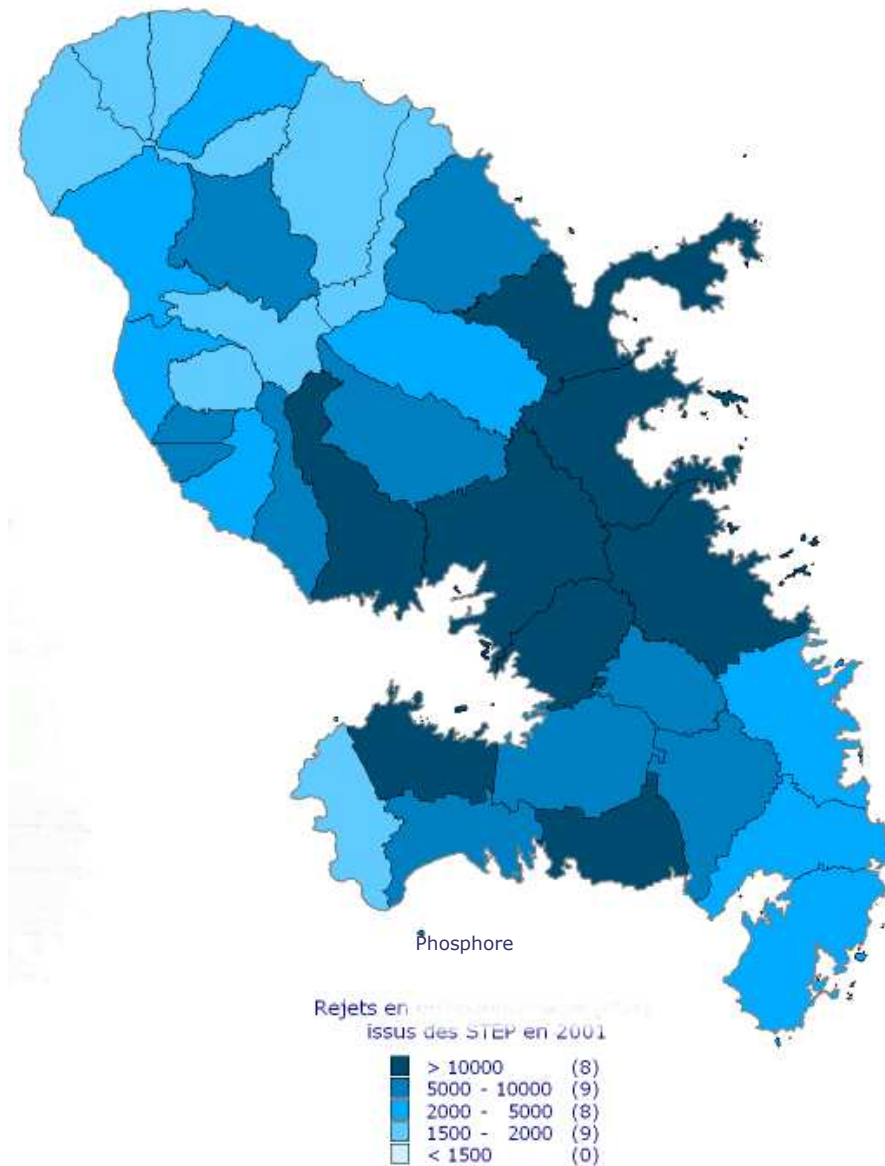 Phosphore
Rejets en
issus des STEP en 2001
> 10000 (8)
5000 - 10000 (9)
2000 - 5000 (8)
1500 - 2000 (9)
< 1500 (0)